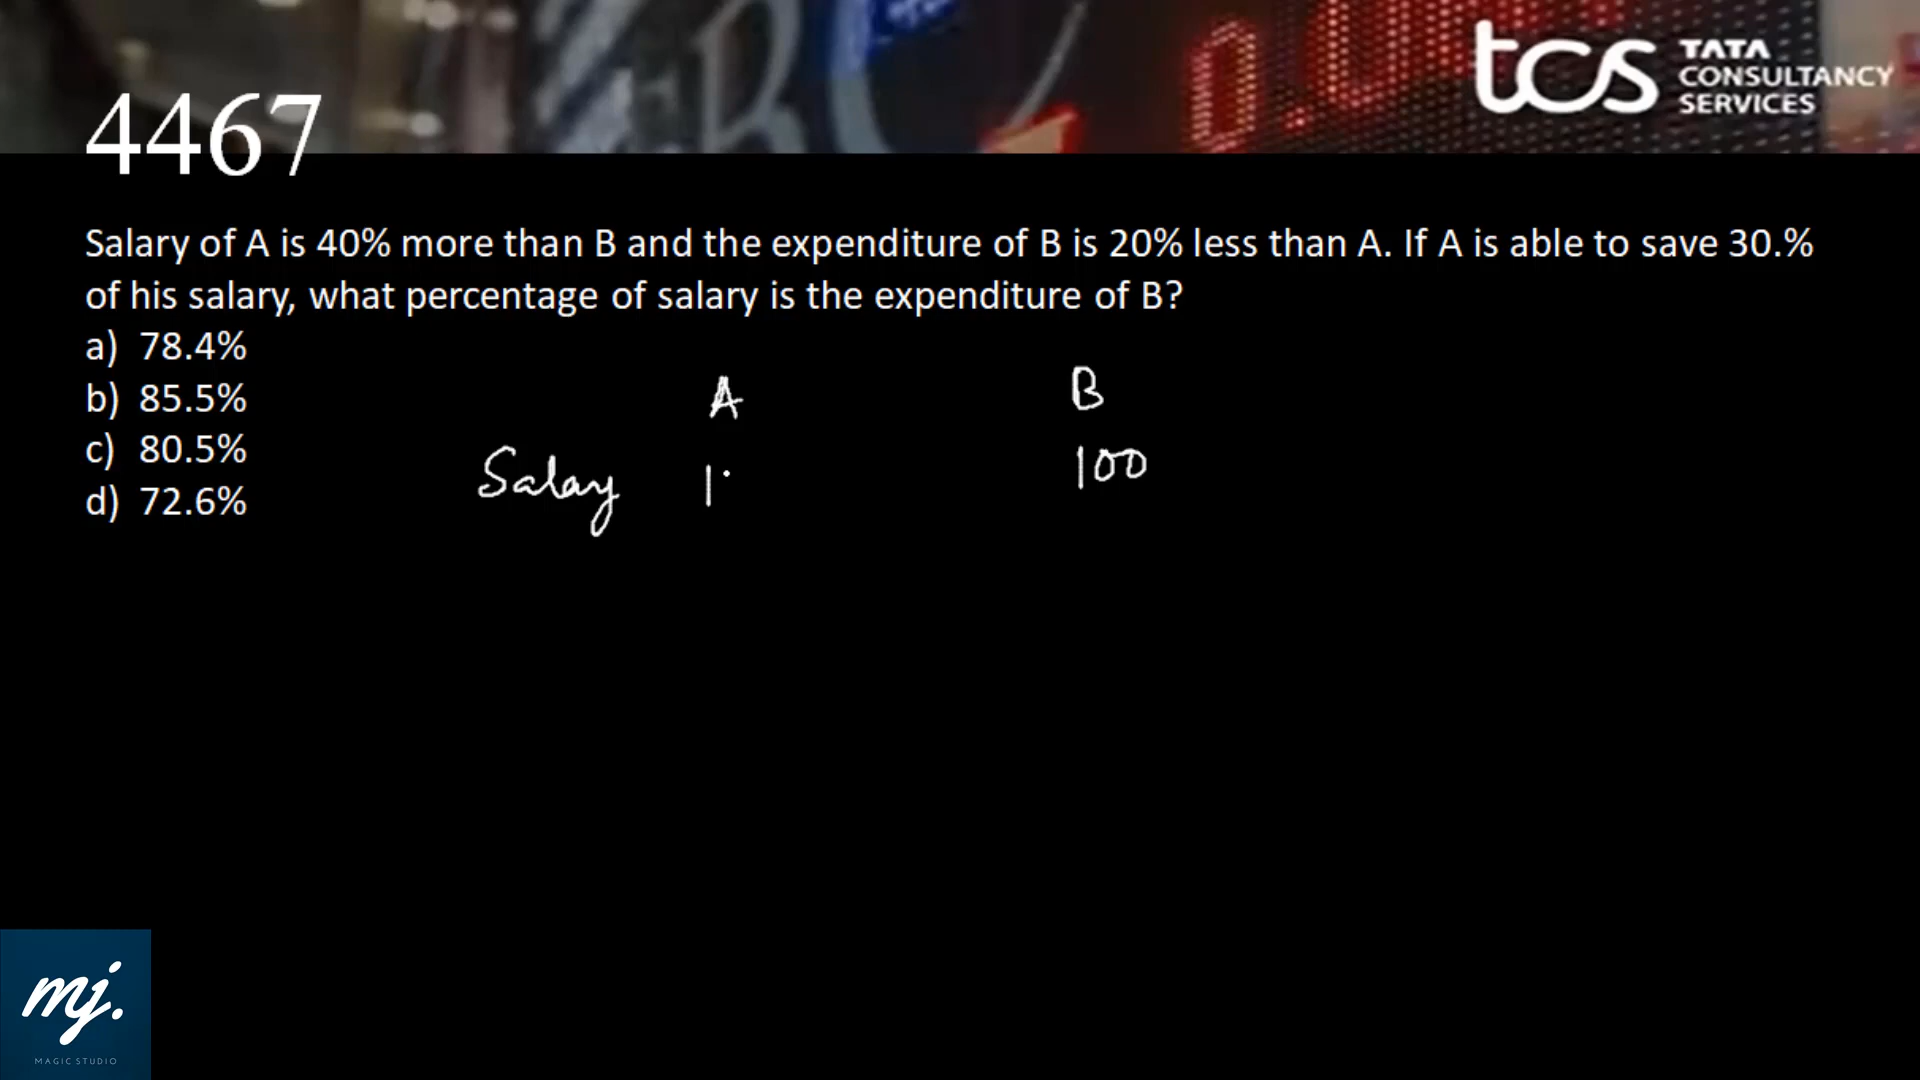 tcs TATA
CONSULTANCY
SERVICES
4467
Salary of A is 40% more than B and the expenditure of B is 20% less than A. If A is able to save 30.%
of his salary, what percentage of salary is the expenditure of B?
a) 78.4%
b) 85.5%
c) 80.5%
d) 72.6%
A B
Salay 1 100
mj.
MAGIC STUDIO